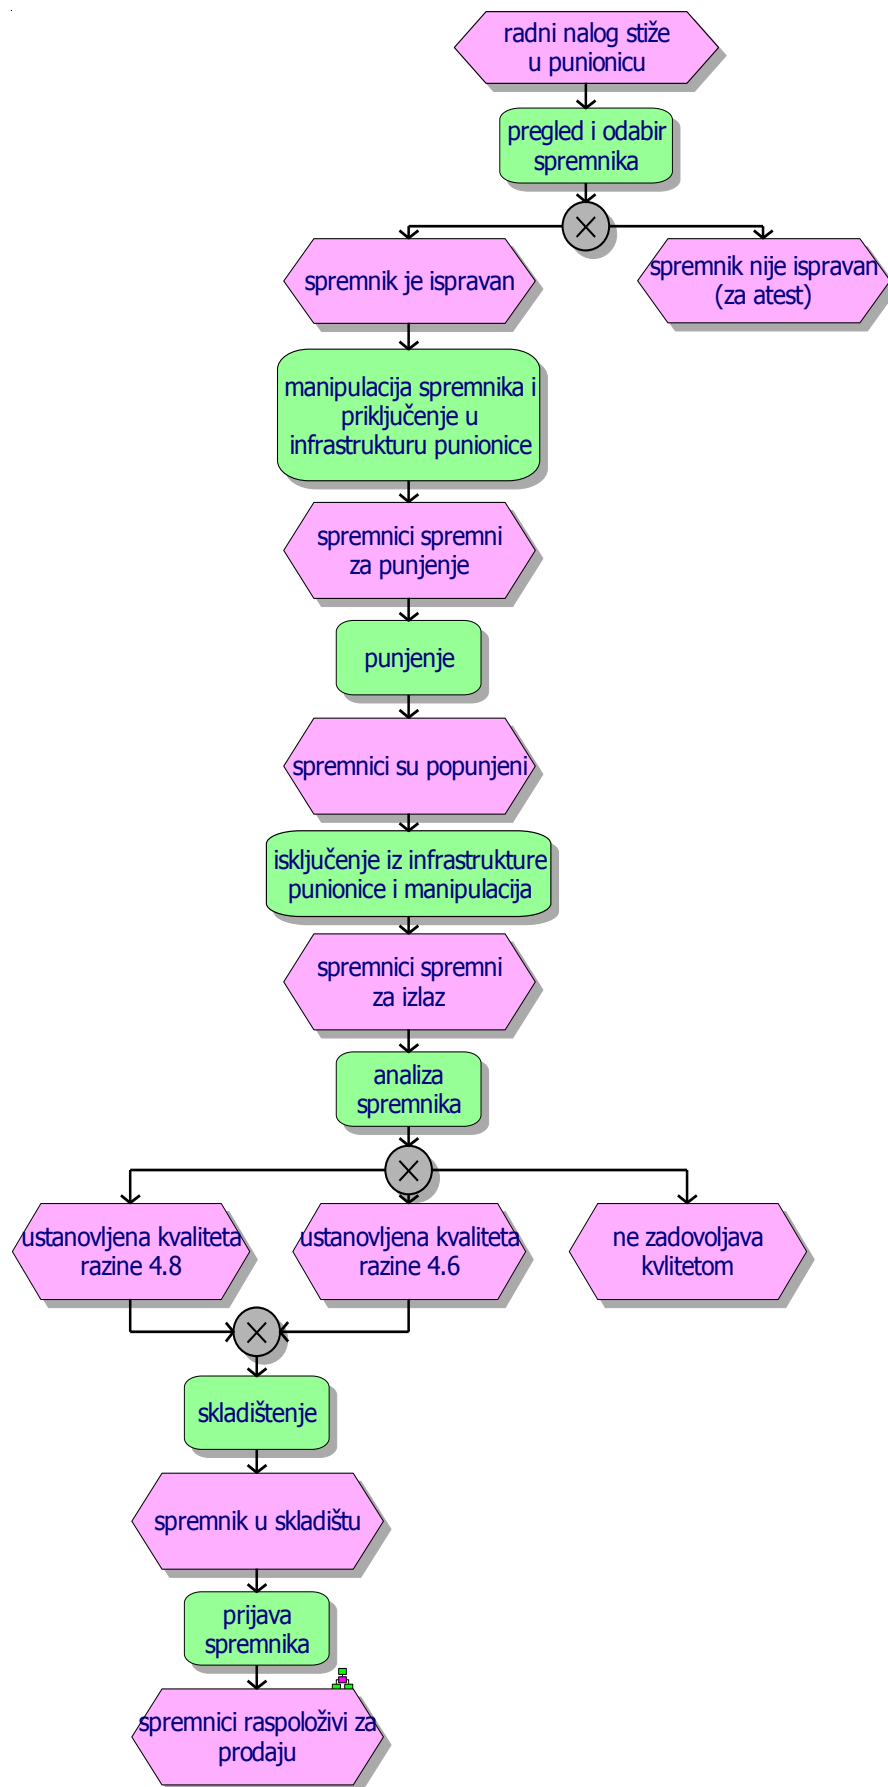 radni nalog stiže
u punionicu
pregled i odabir
spremnika
spremnik je ispravan
spremnik nije ispravan
(za atest)
manipulacija spremnika i
priključenje u
infrastrukturu punionice
spremnici spremni
za punjenje
punjenje
spremnici su popunjeni
isključenje iz infrastrukture
punionice i manipulacija
spremnici spremni
za izlaz
analiza
spremnika
ustanovljena kvaliteta
razine 4.8
ustanovljena kvaliteta
razine 4.6
ne zadovoljava
kvlitetom
skladištenje
spremnik u skladištu
prijava
spremnika
spremnici raspoloživi za
prodaju